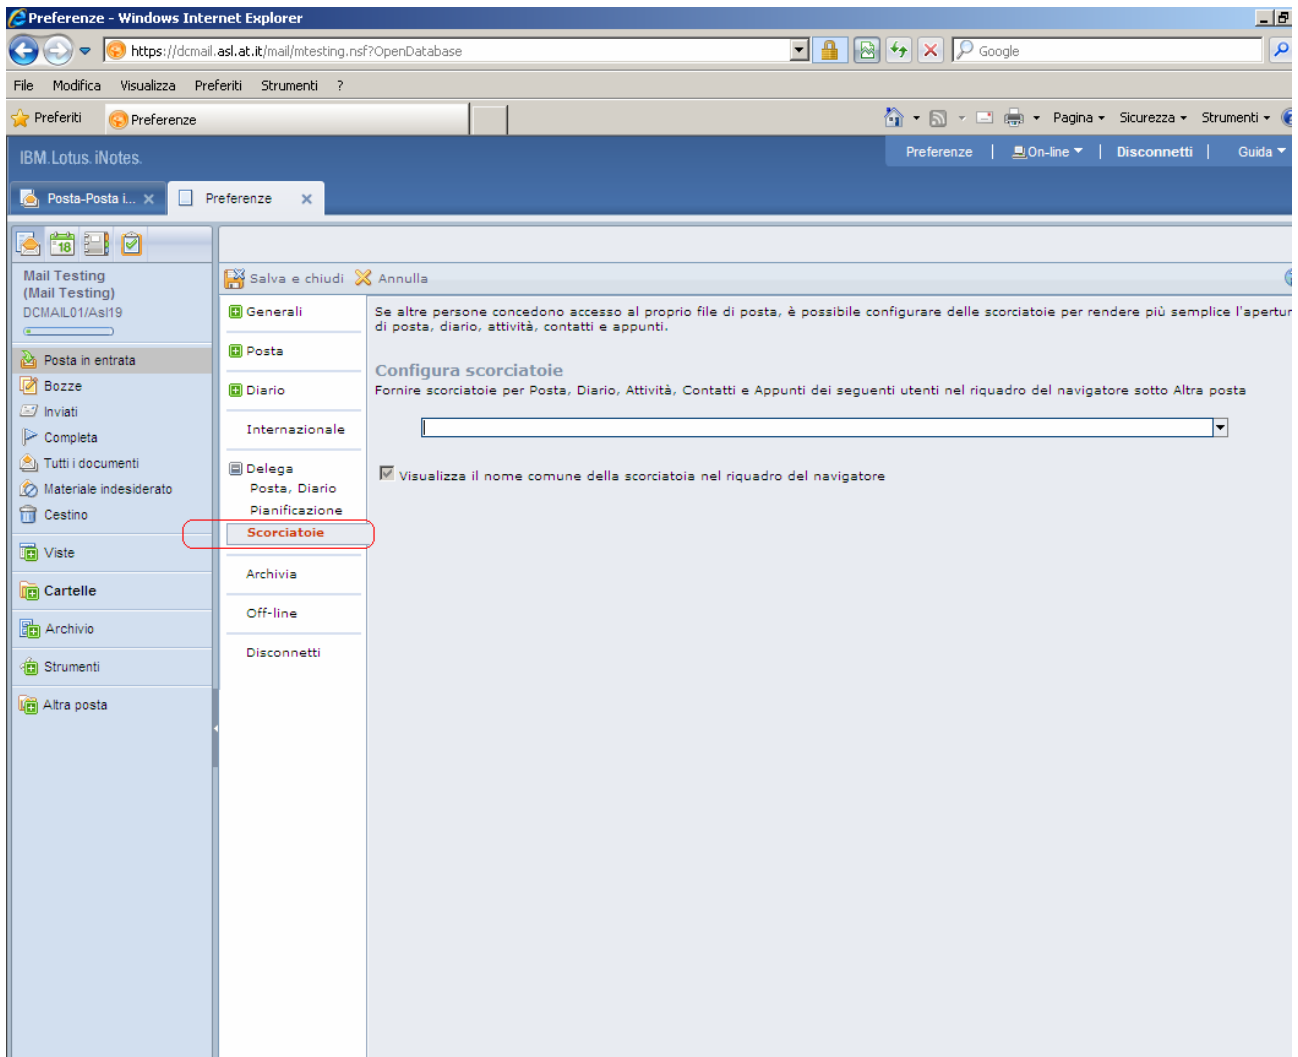 Preferenze - Windows Internet Explorer
https://dcmail.asl.at.it/mail/mtesting.nsf?OpenDatabase
Google
File Modifica Visualizza Preferiti Strumenti ?
Preferiti Preferenze Pagina Sicurezza Strumenti
IBM.Lotus.iNotes. Preferenze | On-line | Disconnetti | Guida
Posta-Posta i... Preferenze
18
Mail Testing
(Mail Testing)
DCMAIL01/Asl19
Posta in entrata
Bozze
Inviati
Completa
Tutti i documenti
Materiale indesiderato
Cestino
Viste
Cartelle
Archivio
Strumenti
Altra posta
Salva e chiudi Annulla
Generali
Posta
Diario
Internazionale
Delega
Posta, Diario
Pianificazione
Scorciatoie
Archivia
Off-line
Disconnetti
Se altre persone concedono accesso al proprio file di posta, è possibile configurare delle scorciatoie per rendere più semplice l'apertur
di posta, diario, attività, contatti e appunti.
Configura scorciatoie
Fornire scorciatoie per Posta, Diario, Attività, Contatti e Appunti dei seguenti utenti nel riquadro del navigatore sotto Altra posta
Visualizza il nome comune della scorciatoia nel riquadro del navigatore